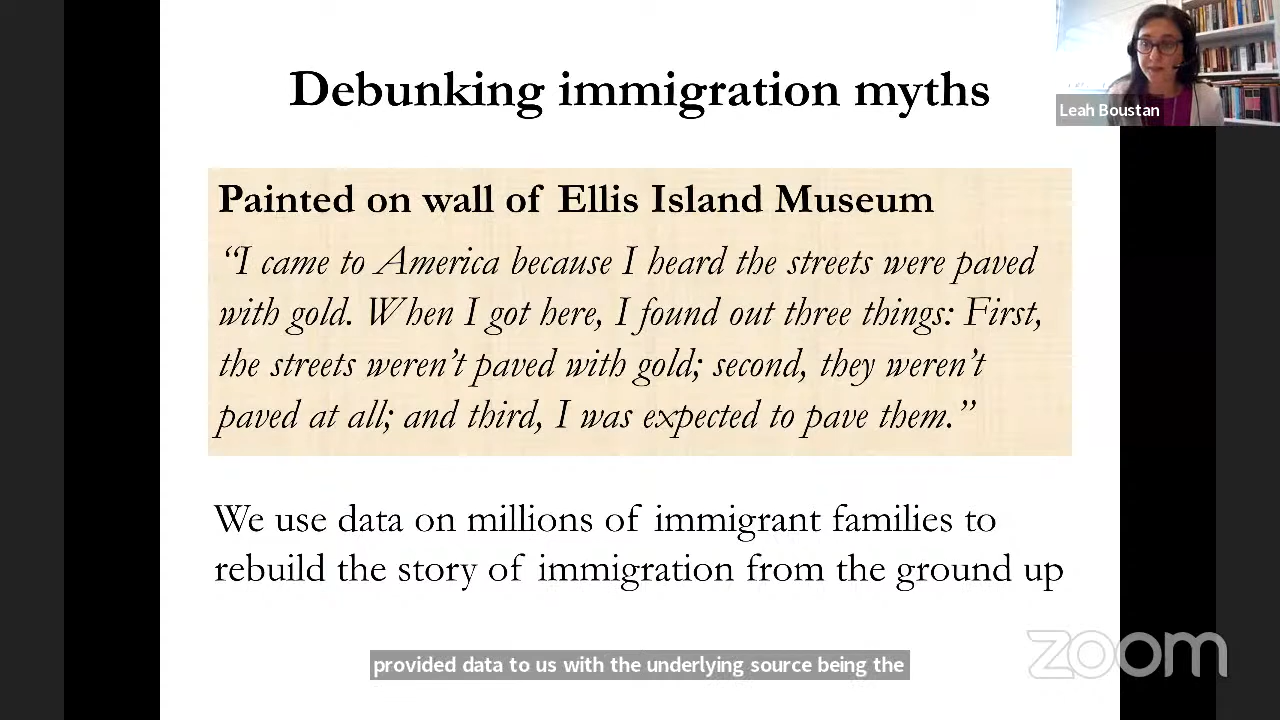 Debunking immigration myths
Leah Boustan
Painted on wall of Ellis Island Museum
“I came to America because I heard the streets were paved
with gold. When I got here, I found out three things: First,
the streets weren’t paved with gold; second, they weren’t
paved at all; and third, I was expected to pave them.”
We use data on millions of immigrant families to
rebuild the story of immigration from the ground up
zoom
provided data to us with the underlying source being the